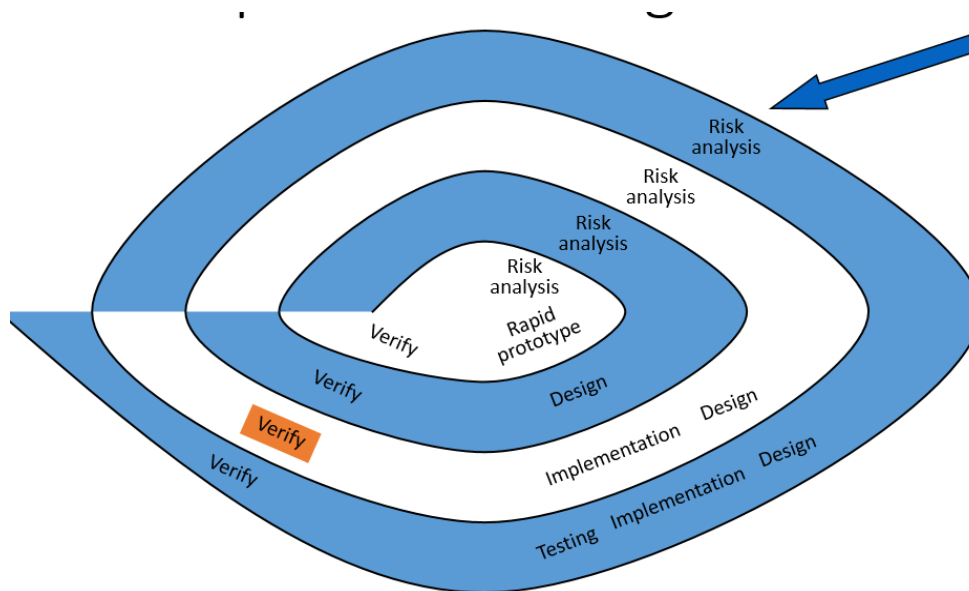 Risk
analysis
Risk
analysis
Risk
analysis
Risk
analysis
Rapid
prototype
Verify
Verify
Design
Verify
Implementation Design
Verify
Testing Implementation Design